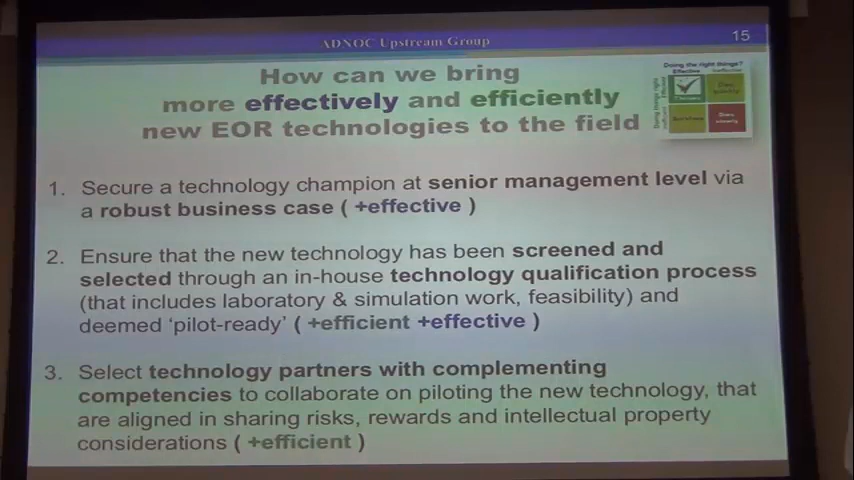 ADNOC Upstream Group
15
How can we bring
more effectively and efficiently
new EOR technologies to the field
Doing the right things?
Effective Ineffective
1. Secure a technology champion at senior management level via
a robust business case ( +effective )
2. Ensure that the new technology has been screened and
selected through an in-house technology qualification process
(that includes laboratory & simulation work, feasibility) and
deemed ‘pilot-ready’ ( +efficient +effective )
3. Select technology partners with complementing
competencies to collaborate on piloting the new technology, that
are aligned in sharing risks, rewards and intellectual property
considerations ( +efficient )